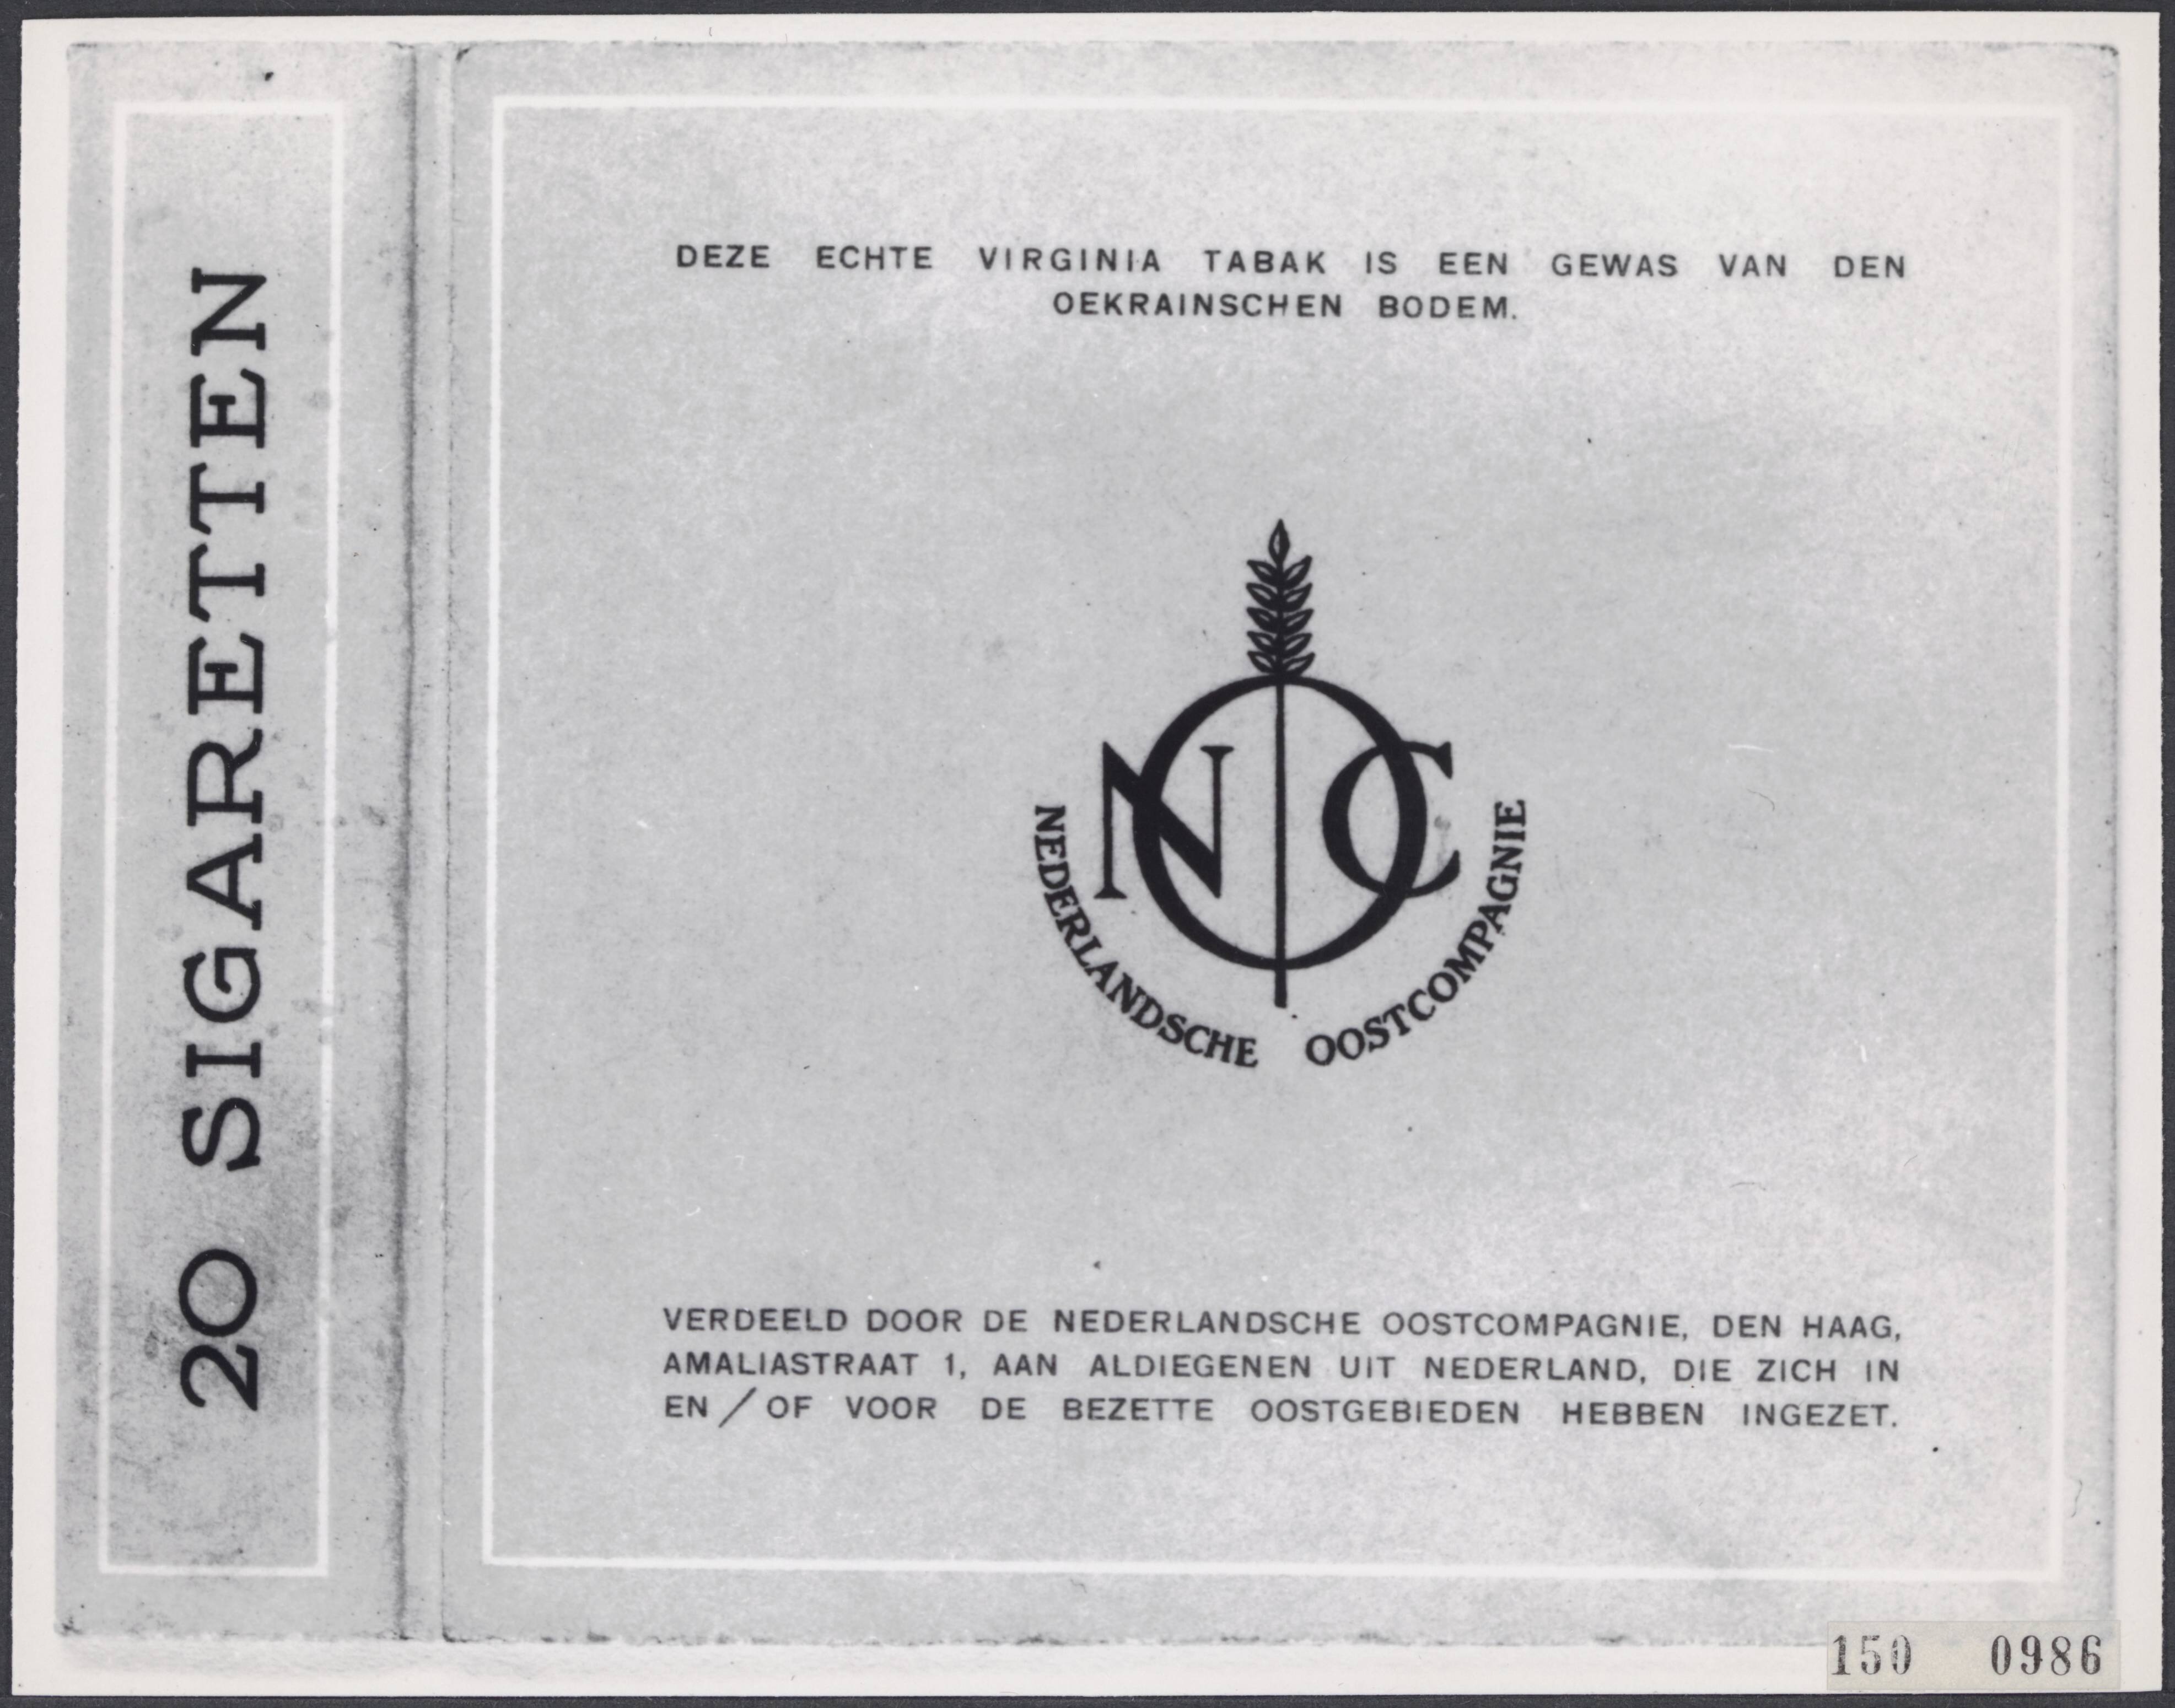 20 SIGARETTEN
DEZE ECHTE VIRGINIA TABAK IS EEN GEWAS VAN DEN
OEKRAINSCHEN BODEM.
NOC
NEDERLANDSCHE OOSTCOMPAGNIE
VERDEELD DOOR DE NEDERLANDSCHE OOSTCOMPAGNIE, DEN HAAG,
AMALIASTRAAT 1, AAN ALDIEGENEN UIT NEDERLAND, DIE ZICH IN
EN / OF VOOR DE BEZETTE OOSTGEBIEDEN HEBBEN INGEZET.
150 0986